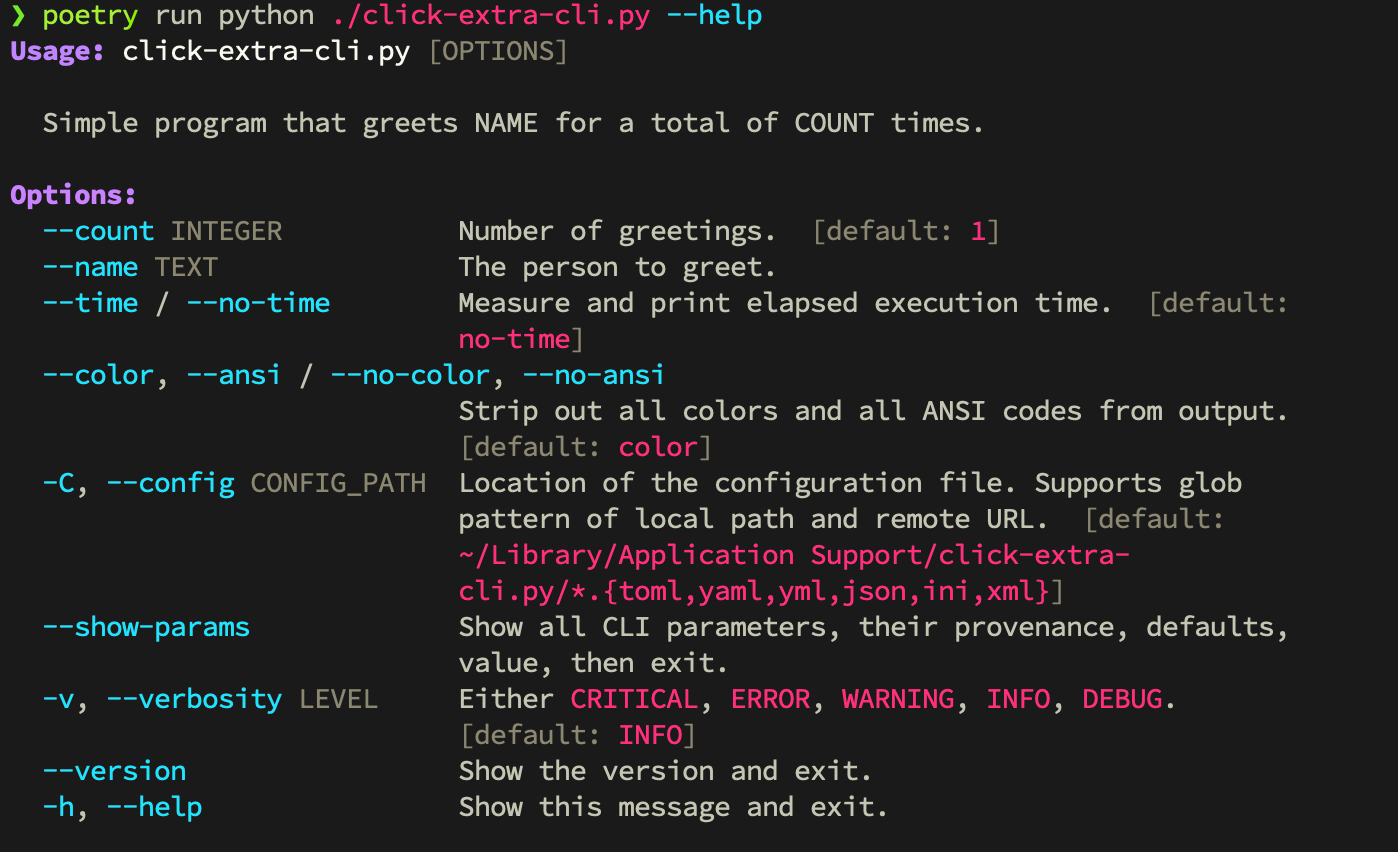 ❯ poetry run python ./click-extra-cli.py --help
Usage: click-extra-cli.py [OPTIONS]

  Simple program that greets NAME for a total of COUNT times.

Options:
  --count INTEGER           Number of greetings.  [default: 1]
  --name TEXT               The person to greet.
  --time / --no-time        Measure and print elapsed execution time.  [default:
                            no-time]
  --color, --ansi / --no-color, --no-ansi
                            Strip out all colors and all ANSI codes from output.
                            [default: color]
  -C, --config CONFIG_PATH  Location of the configuration file. Supports glob
                            pattern of local path and remote URL.  [default:
                            ~/Library/Application Support/click-extra-
                            cli.py/*.{toml,yaml,yml,json,ini,xml}]
  --show-params             Show all CLI parameters, their provenance, defaults,
                            value, then exit.
  -v, --verbosity LEVEL     Either CRITICAL, ERROR, WARNING, INFO, DEBUG.
                            [default: INFO]
  --version                 Show the version and exit.
  -h, --help                Show this message and exit.